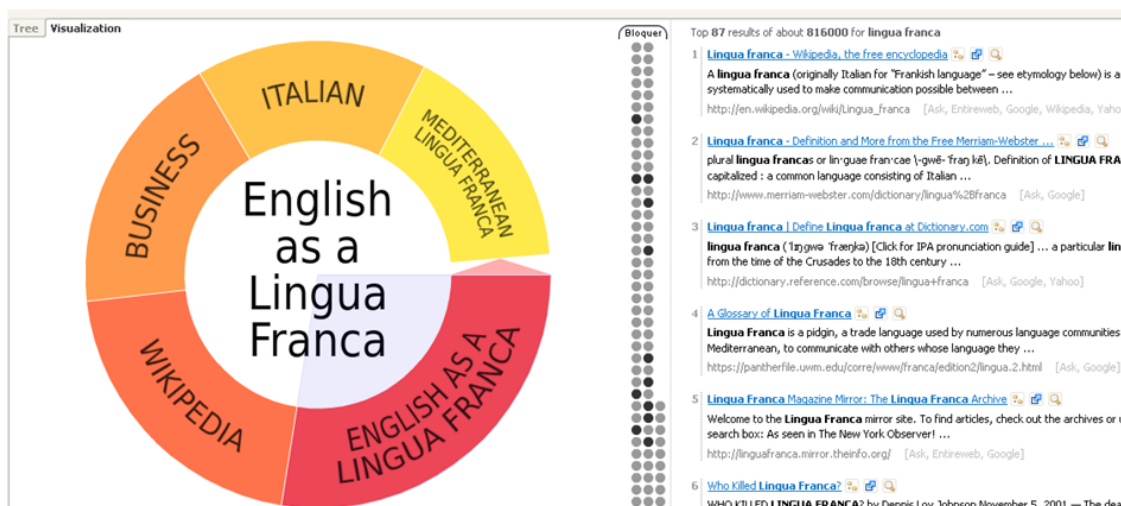 Tree Visualization
ITALIAN
MEDITERRANEAN
LINGUA FRANCA
BUSINESS
WIKIPEDIA
ENGLISH AS A
LINGUA FRANCA
English
as a
Lingua
Franca
Bloquer
Top 87 results of about 816000 for lingua franca
1 Lingua franca - Wikipedia, the free encyclopedia
A lingua franca (originally Italian for "Frankish language" – see etymology below) is a
systematically used to make communication possible between ...
http://en.wikipedia.org/wiki/Lingua_franca [Ask, Entireweb, Google, Wikipedia, Yaho
2 Lingua franca - Definition and More from the Free Merriam-Webster ...
plural lingua francas or lin·guae fran·cae \-gwē-ˈfraŋ kē\. Definition of LINGUA FRA
capitalized : a common language consisting of Italian ...
http://www.merriam-webster.com/dictionary/lingua%2Bfranca [Ask, Google]
3 Lingua franca | Define Lingua franca at Dictionary.com
lingua franca (ˈlɪŋɡwə ˈfræŋkə) [Click for IPA pronunciation guide] ... a particular lin
from the time of the Crusades to the 18th century ...
http://dictionary.reference.com/browse/lingua+franca [Ask, Google, Yahoo]
4 A Glossary of Lingua Franca
Lingua Franca is a pidgin, a trade language used by numerous language communities
Mediterranean, to communicate with others whose language they ...
https://pantherfile.uwm.edu/corre/www/franca/edition2/lingua.2.html [Ask, Google]
5 Lingua Franca Magazine Mirror: The Lingua Franca Archive
Welcome to the Lingua Franca mirror site. To find articles, check out the archives or u
search box: As seen in The New York Observer! ...
http://linguafranca.mirror.theinfo.org/ [Ask, Entireweb, Google]
6 Who Killed Lingua Franca?
WHO KILLED LINGUA FRANCA? by Dennis Loy Johnson November 5, 2001 — The dea